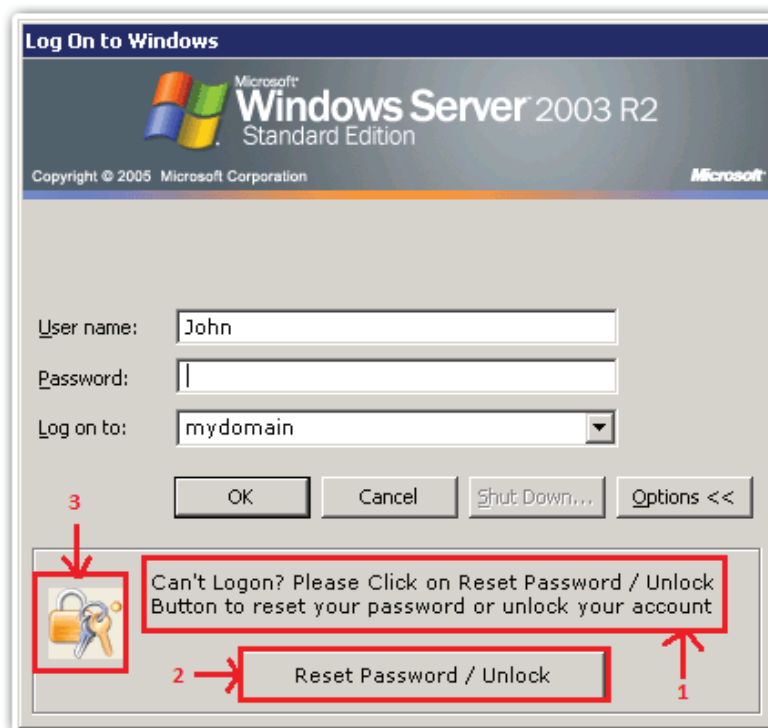 Log On to Windows
Microsoft
Windows Server 2003 R2
Standard Edition
Copyright © 2005 Microsoft Corporation
Microsoft
User name:
John
Password:
Log on to:
mydomain
OK
Cancel
Shut Down...
Options <<
3
Can't Logon? Please Click on Reset Password / Unlock
Button to reset your password or unlock your account
2
Reset Password / Unlock
1